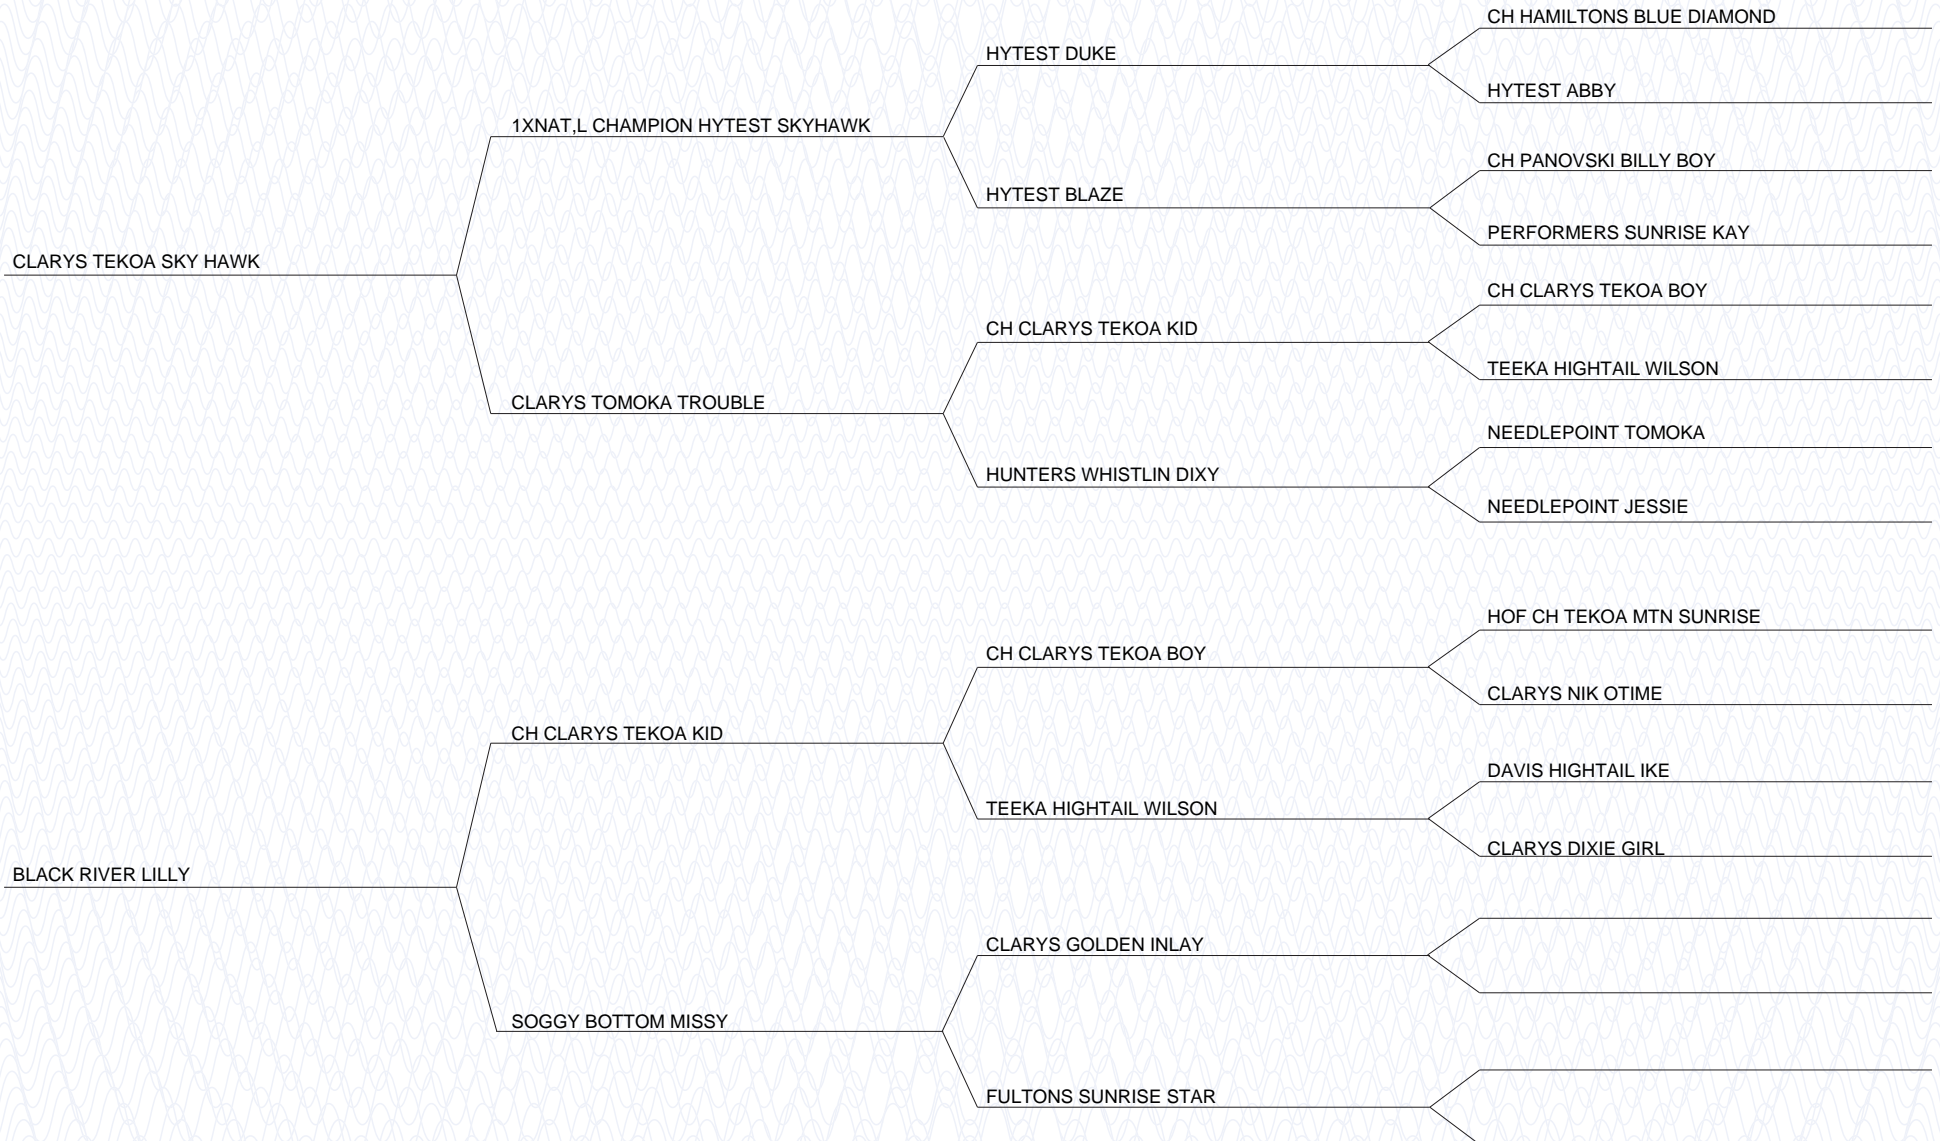 CH HAMILTONS BLUE DIAMOND
HYTEST DUKE
HYTEST ABBY
1XNAT,L CHAMPION HYTEST SKYHAWK
CH PANOVSKI BILLY BOY
HYTEST BLAZE
PERFORMERS SUNRISE KAY
CLARYS TEKOA SKY HAWK
CH CLARYS TEKOA BOY
CH CLARYS TEKOA KID
TEEKA HIGHTAIL WILSON
CLARYS TOMOKA TROUBLE
NEEDLEPOINT TOMOKA
HUNTERS WHISTLIN DIXY
NEEDLEPOINT JESSIE
HOF CH TEKOA MTN SUNRISE
CH CLARYS TEKOA BOY
CLARYS NIK OTIME
CH CLARYS TEKOA KID
DAVIS HIGHTAIL IKE
TEEKA HIGHTAIL WILSON
CLARYS DIXIE GIRL
BLACK RIVER LILLY
CLARYS GOLDEN INLAY
SOGGY BOTTOM MISSY
FULTONS SUNRISE STAR